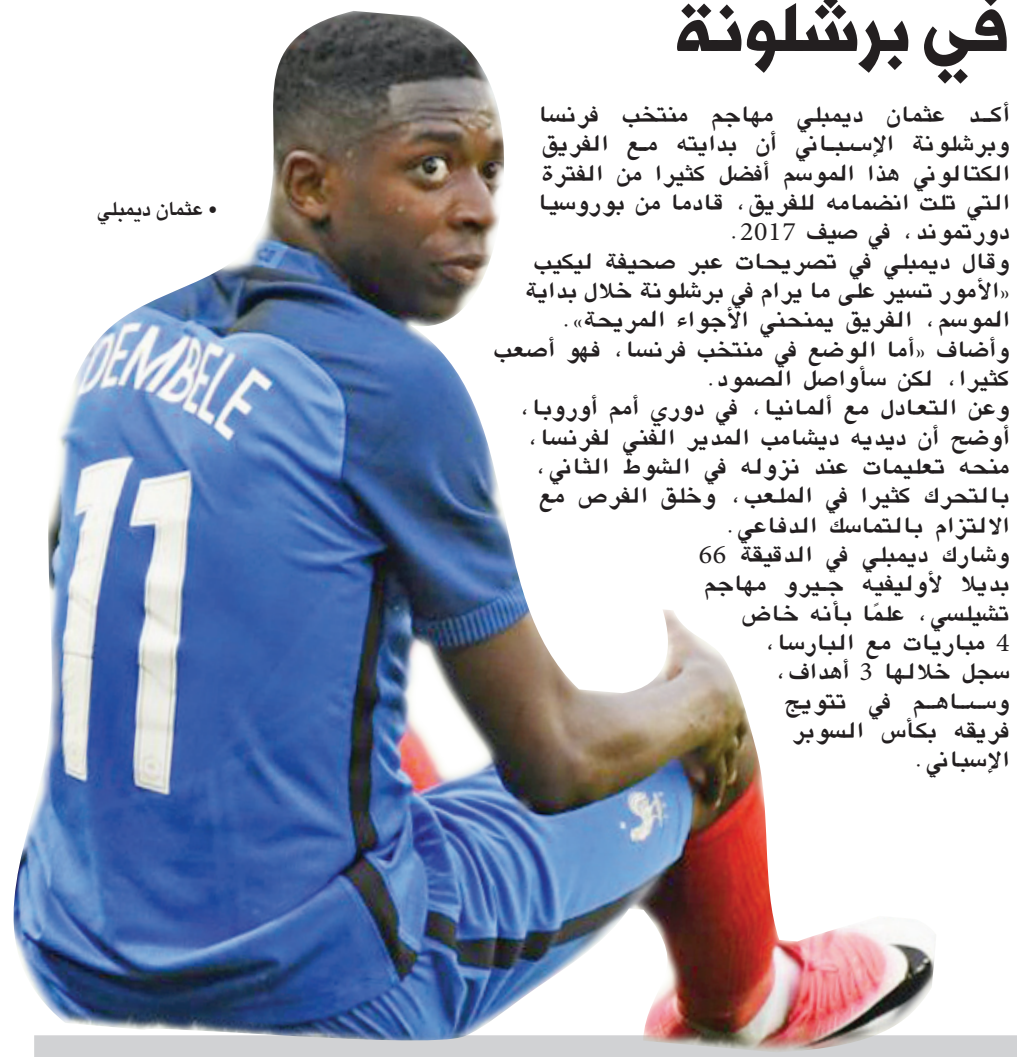 في برشلونة
أكـد عثمان ديمبلي مهاجم منتخب فرنسا
وبرشلونة الإسـبـاني أن بدايته مـع الفريق
الكتالوني هذا الموسم أفضل كثيرا من الفترة
التي تلت انضمامه للفريق، قادما من بوروسيا
دورتموند، في صيف 2017.
وقال ديمبلي في تصريحات عبر صحيفة ليكيب
«الأمور تسير على ما يرام في برشلونة خلال بداية
الموسم، الفريق يمنحني الأجواء المريحة».
وأضاف «أما الوضع في منتخب فرنسا، فهو أصعب
كثيرا، لكن سأواصل الصمود.
وعن التعادل مع ألمانيا، في دوري أمم أوروبا،
أوضح أن ديديه ديشامب المدير الفني لفرنسا،
منحه تعليمات عند نزوله في الشوط الثاني،
بالتحرك كثيرا في الملعب، وخلق الفرص مع
الالتزام بالتماسك الدفاعي.
وشارك ديمبلي في الدقيقة 66
بديلا لأوليفيه جيرو مهاجم
تشيلسي، علمًا بأنه خاض
4 مباريات مع البارسا،
سجل خلالها 3 أهداف،
وسـاهـم في تتويج
فريقه بكأس السوبر
الإسباني.
• عثمان ديمبلي
DEMBELE
11